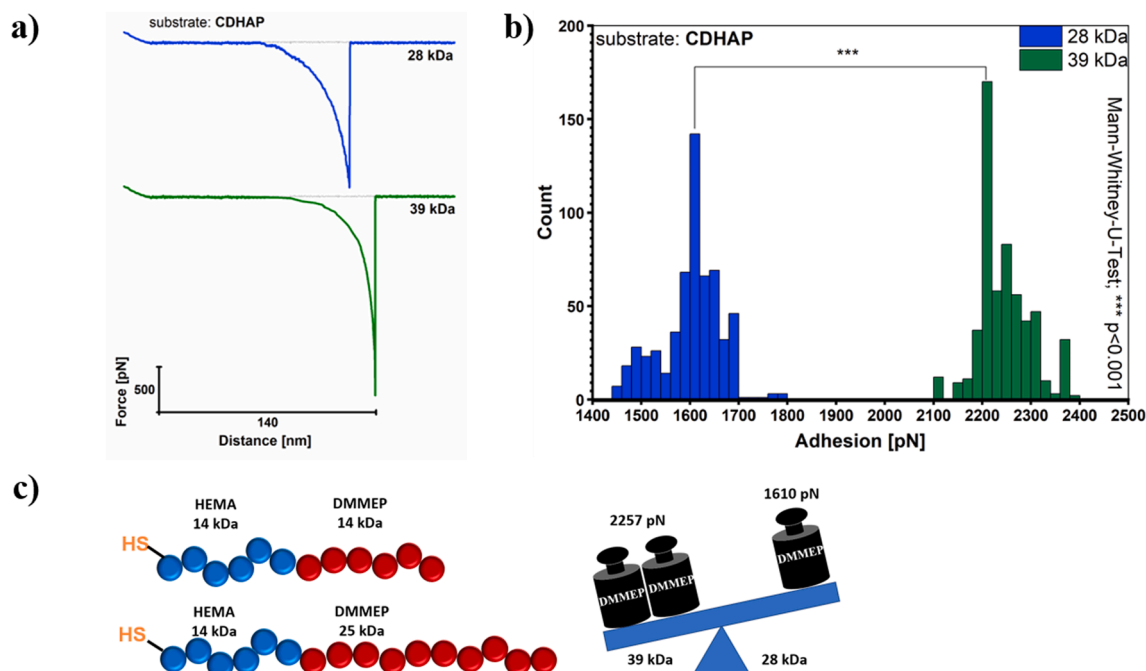 a)
substrate: CDHAP
28 kDa
39 kDa
Force [pN]
500
140
Distance [nm]
b)
substrate: CDHAP
28 kDa
39 kDa
***
Mann-Whitney-U-Test; *** p<0.001
Count
200
150
100
50
0
1400 1500 1600 1700 1800 1900 2000 2100 2200 2300 2400 2500
Adhesion [pN]
c)
HEMA
14 kDa
DMMEP
14 kDa
HS
HEMA
14 kDa
DMMEP
25 kDa
HS
2257 pN
1610 pN
DMMEP
DMMEP
DMMEP
39 kDa
28 kDa